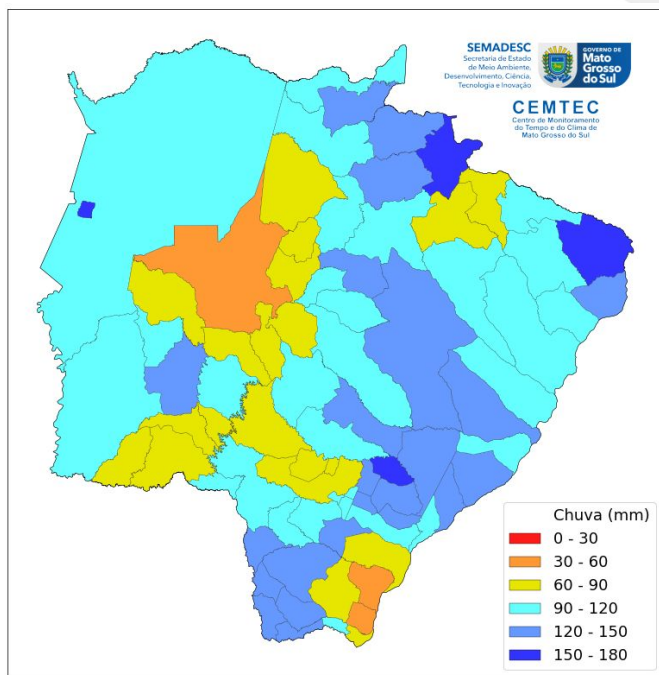 SEMADESC
Secretaria de Estado
de Meio Ambiente,
Desenvolvimento, Ciência,
Tecnologia e Inovação
GOVERNO DE
Mato
Grosso
do Sul
CEMTEC
Centro de Monitoramento
do Tempo e do Clima de
Mato Grosso do Sul
Chuva (mm)
0 - 30
30 - 60
60 - 90
90 - 120
120 - 150
150 - 180